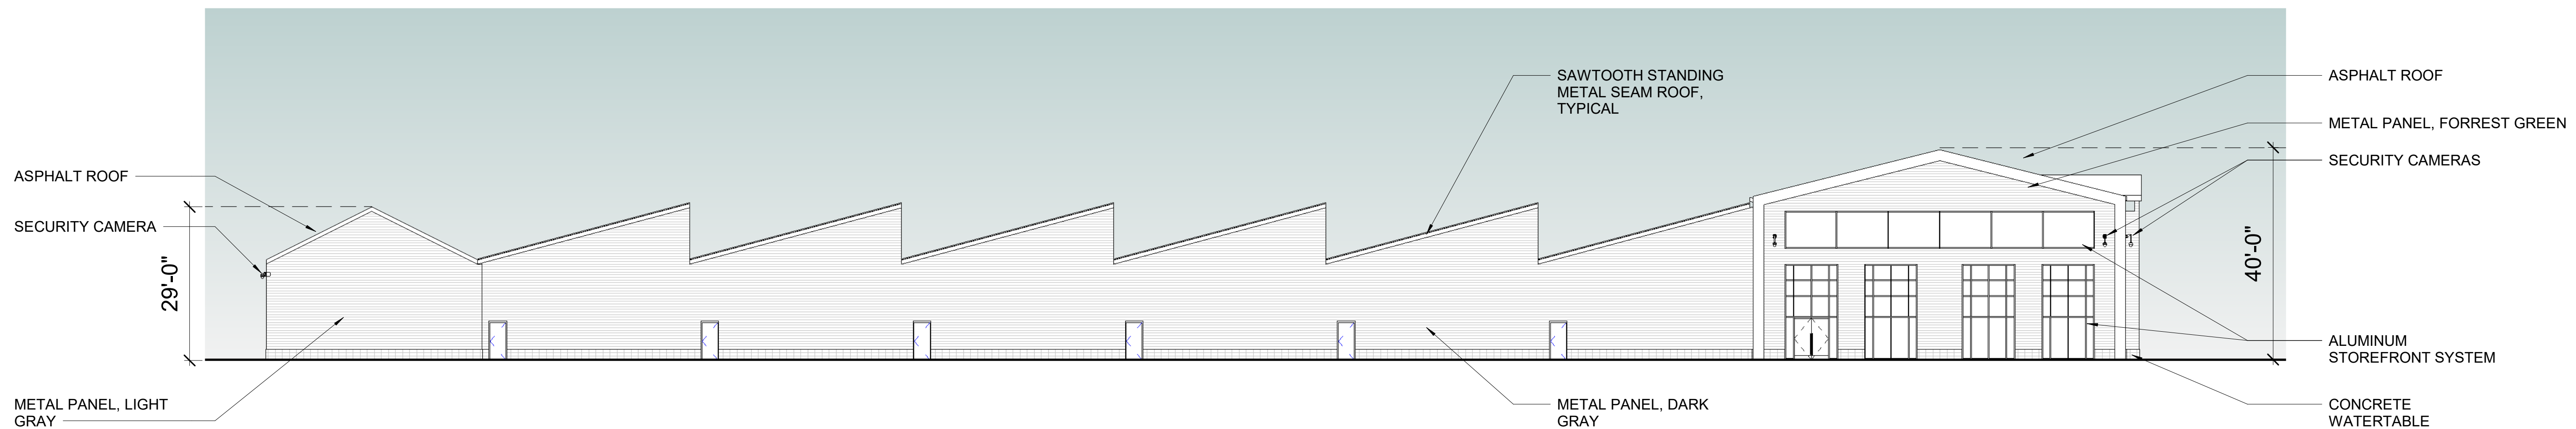 ASPHALT ROOF
SECURITY CAMERA
29'-0"
METAL PANEL, LIGHT
GRAY
SAWTOOTH STANDING
METAL SEAM ROOF,
TYPICAL
METAL PANEL, DARK
GRAY
ASPHALT ROOF
METAL PANEL, FORREST GREEN
SECURITY CAMERAS
40'-0"
ALUMINUM
STOREFRONT SYSTEM
CONCRETE
WATERTABLE